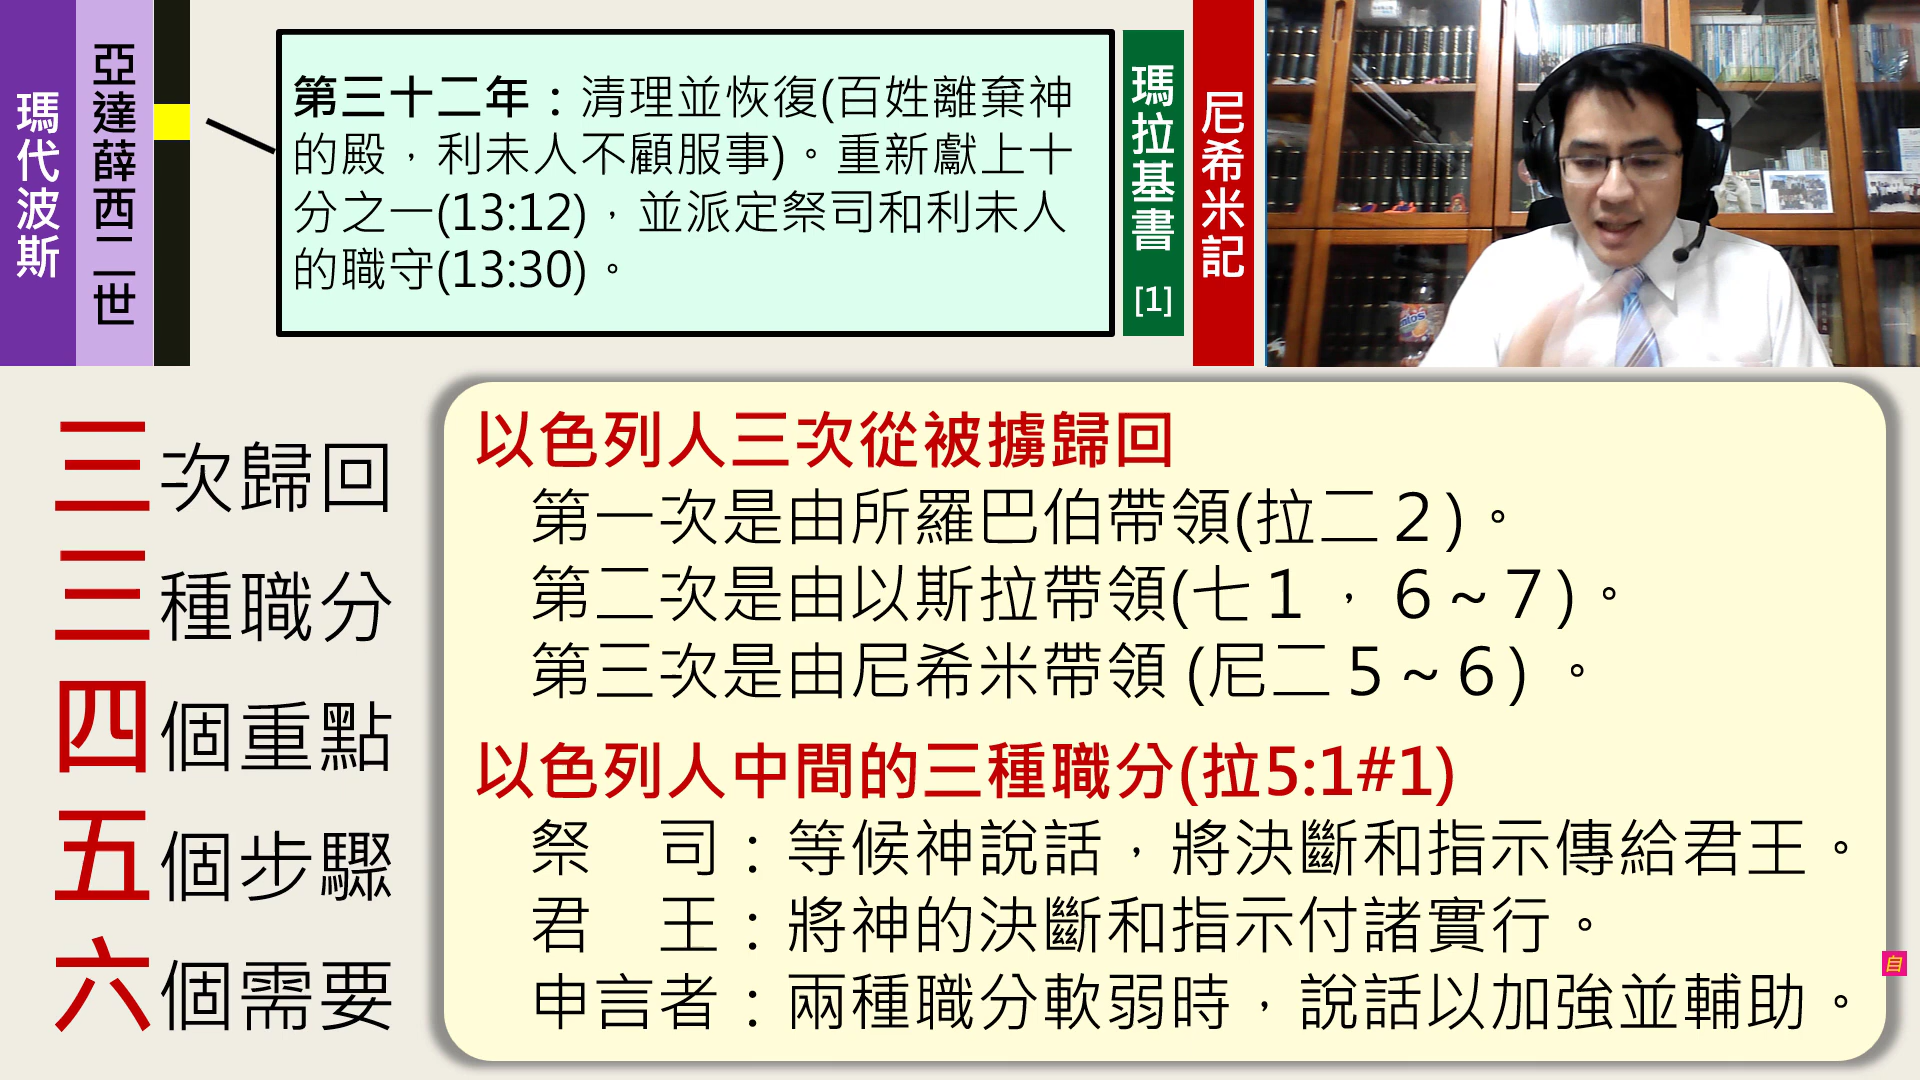 瑪代波斯
亞達薛西二世
第三十二年：清理並恢復(百姓離棄神
的殿，利未人不顧服事)。重新獻上十
分之一(13:12)，並派定祭司和利未人
的職守(13:30)。
瑪拉基書 [1]
尼希米記
三次歸回
三種職分
四個重點
五個步驟
六個需要
以色列人三次從被擄歸回
第一次是由所羅巴伯帶領(拉二２)。
第二次是由以斯拉帶領(七１，６~７)。
第三次是由尼希米帶領 (尼二５~６) 。
以色列人中間的三種職分(拉5:1#1)
祭　司：等候神說話，將決斷和指示傳給君王。
君　王：將神的決斷和指示付諸實行。
申言者：兩種職分軟弱時，說話以加強並輔助。
自